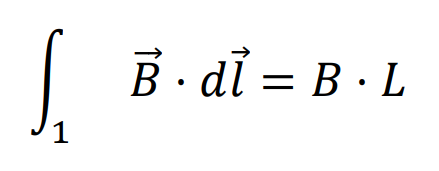 ∫₁ B⃗ · dl⃗ = B · L